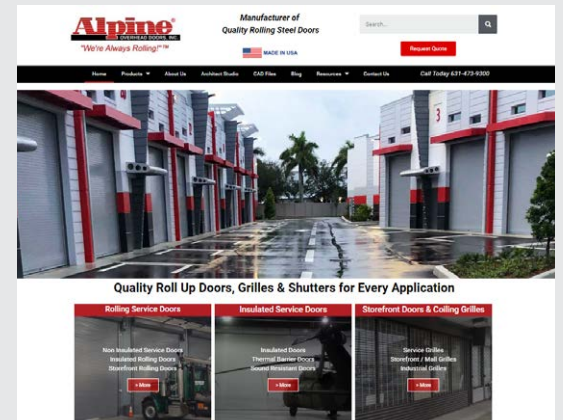 Alpine®
OVERHEAD DOORS, INC.
"We're Always Rolling!"™
Manufacturer of
Quality Rolling Steel Doors
MADE IN USA
Search...
Request Quote
Home Products About Us Architect Studio CAD Files Blog Resources Contact Us Call Today 631-473-9300
3
Quality Roll Up Doors, Grilles & Shutters for Every Application
Rolling Service Doors
Non Insulated Service Doors
Insulated Rolling Doors
Storefront Rolling Doors
» More
Insulated Service Doors
Insulated Doors
Thermal Barrier Doors
Sound Resistant Doors
» More
Storefront Doors & Coiling Grilles
Service Grilles
Storefront / Mall Grilles
Industrial Grilles
» More